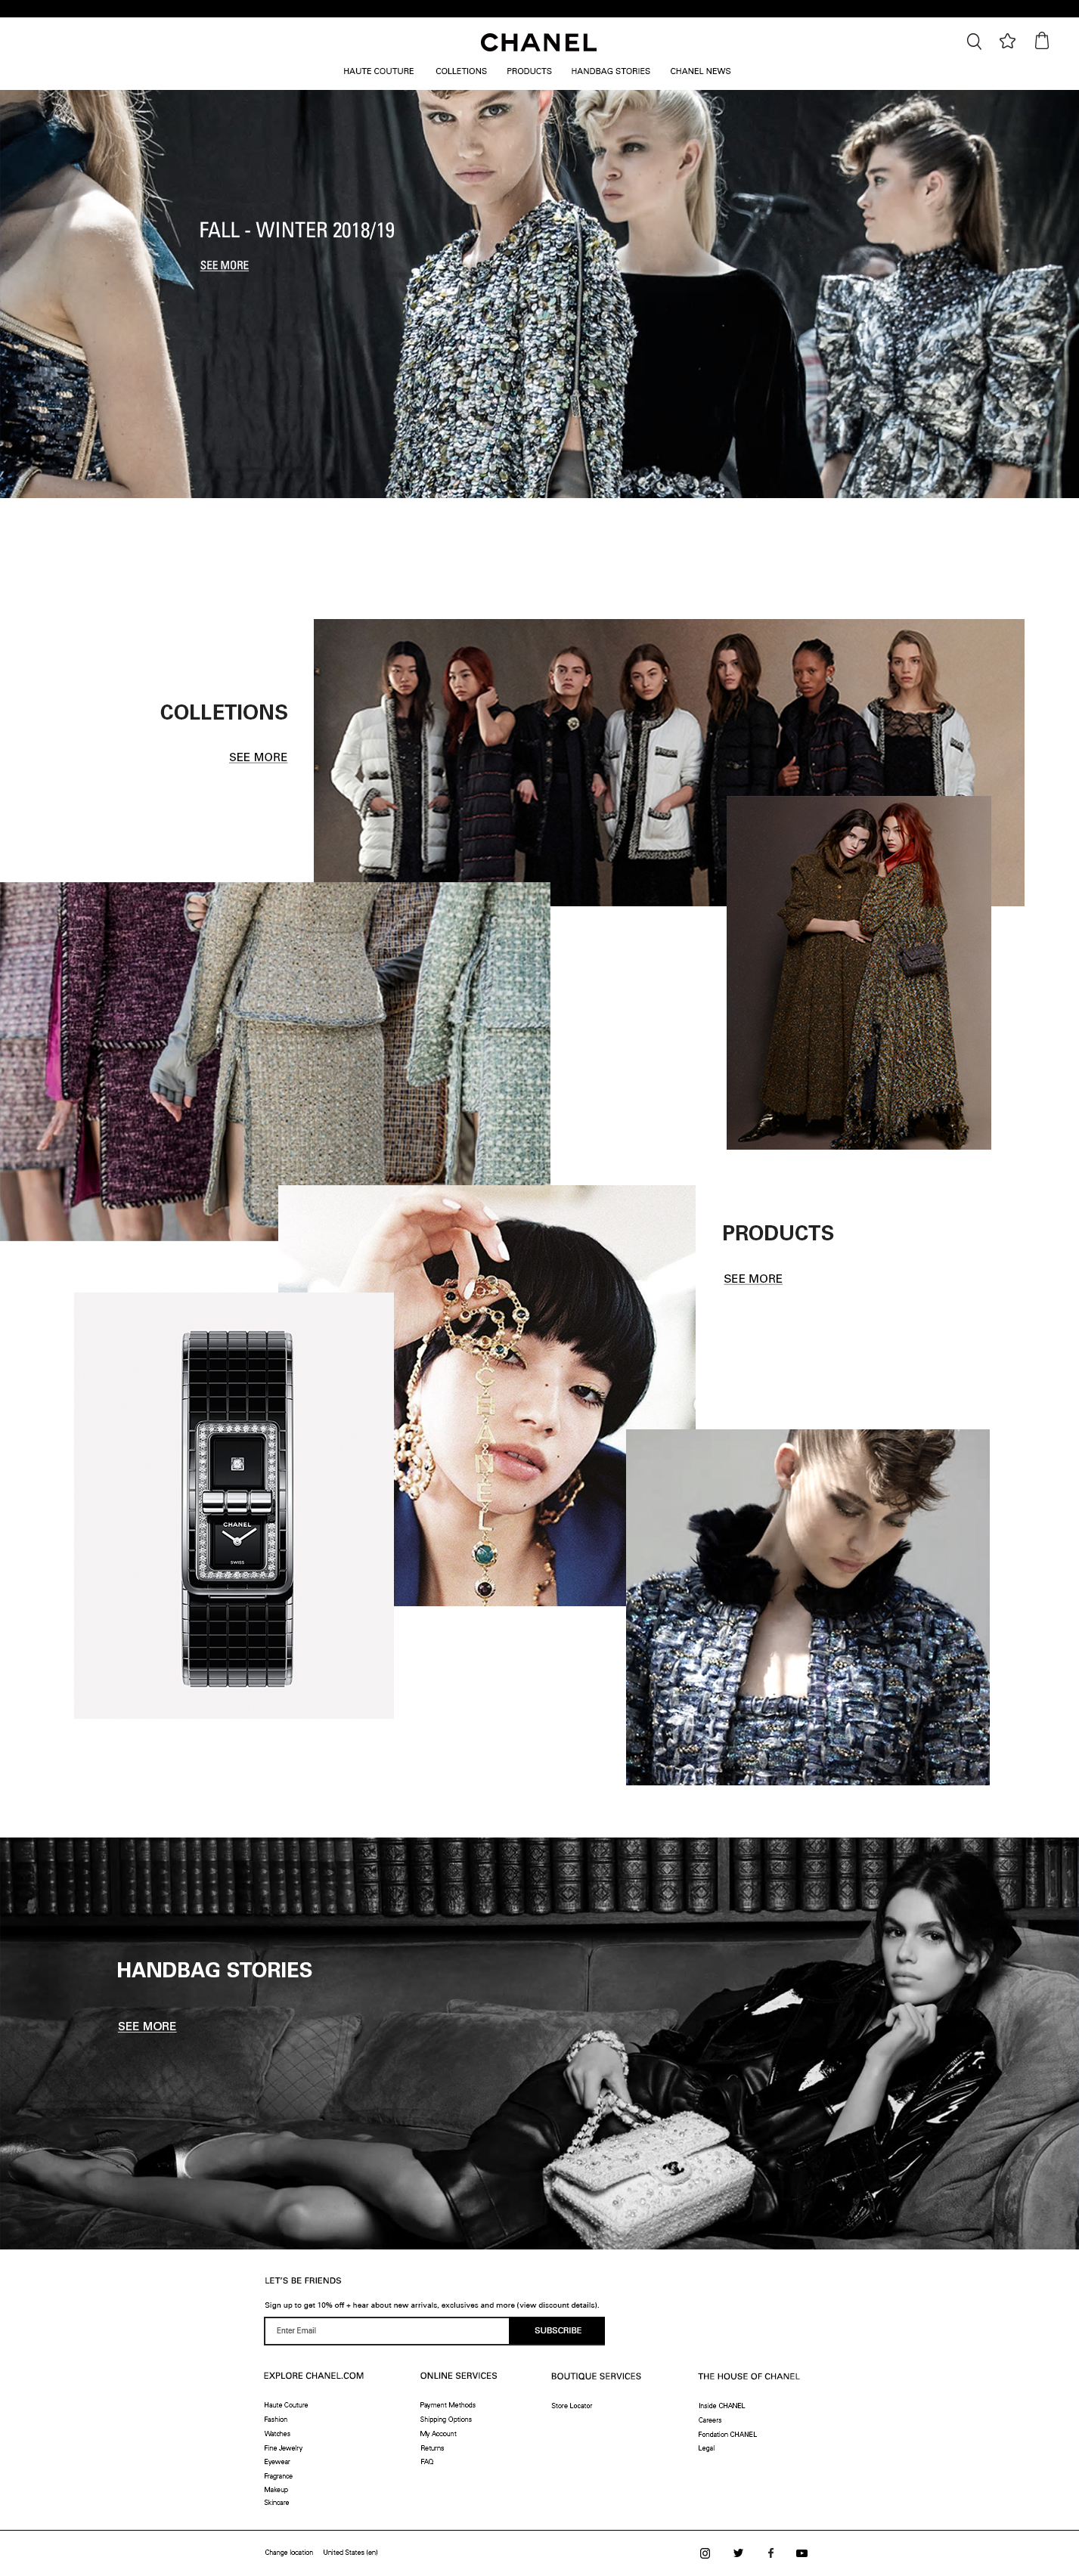 CHANEL
HAUTE COUTURE COLLETIONS PRODUCTS HANDBAG STORIES CHANEL NEWS
FALL - WINTER 2018/19
SEE MORE
COLLETIONS
SEE MORE
PRODUCTS
SEE MORE
CHANEL
CHANEL
SWISS
HANDBAG STORIES
SEE MORE
LET'S BE FRIENDS
Sign up to get 10% off + hear about new arrivals, exclusives and more (view discount details).
Enter Email SUBSCRIBE
EXPLORE CHANEL.COM
Haute Couture
Fashion
Watches
Fine Jewelry
Eyewear
Fragrance
Makeup
Skincare
ONLINE SERVICES
Payment Methods
Shipping Options
My Account
Returns
FAQ
BOUTIQUE SERVICES
Store Locator
THE HOUSE OF CHANEL
Inside CHANEL
Careers
Fondation CHANEL
Legal
Change location United States (en)